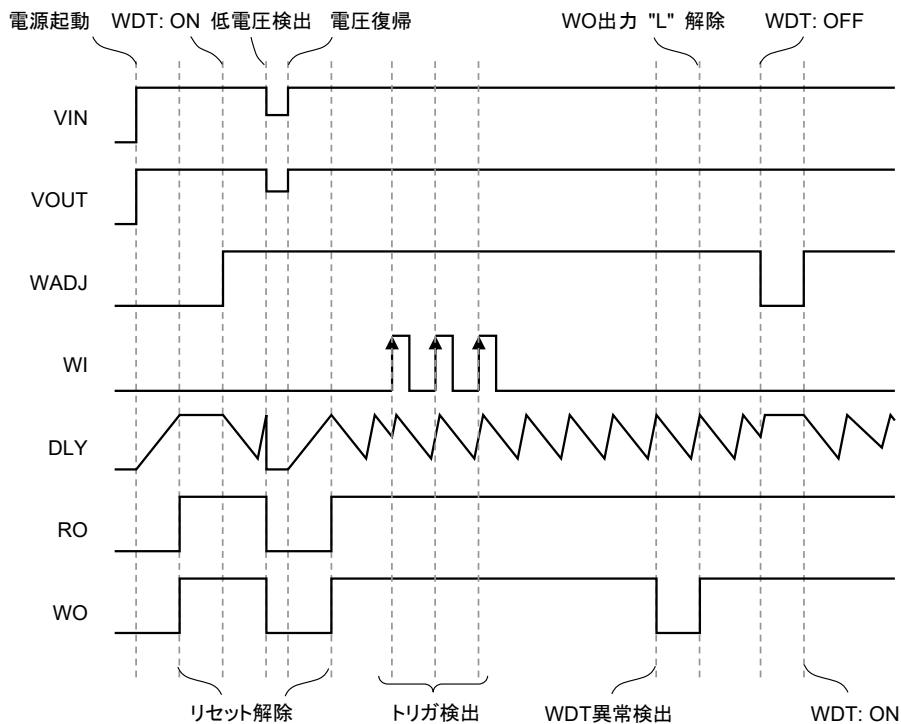 電源起動 WDT: ON 低電圧検出 電圧復帰 WO出力 "L" 解除 WDT: OFF
VIN
VOUT
WADJ
WI
DLY
RO
WO
リセット解除 トリガ検出 WDT異常検出 WDT: ON